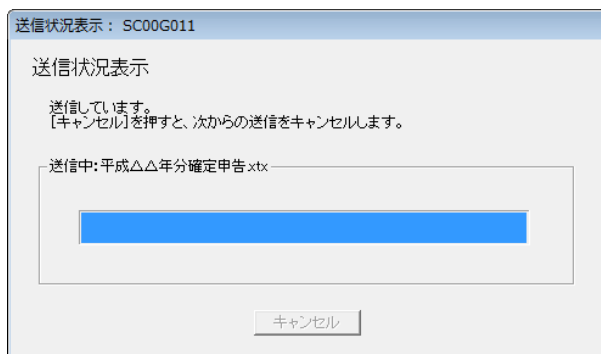 送信状況表示： SC00G011
送信状況表示
送信しています。
[キャンセル]を押すと、次からの送信をキャンセルします。
送信中:平成△△年分確定申告.xtx
キャンセル